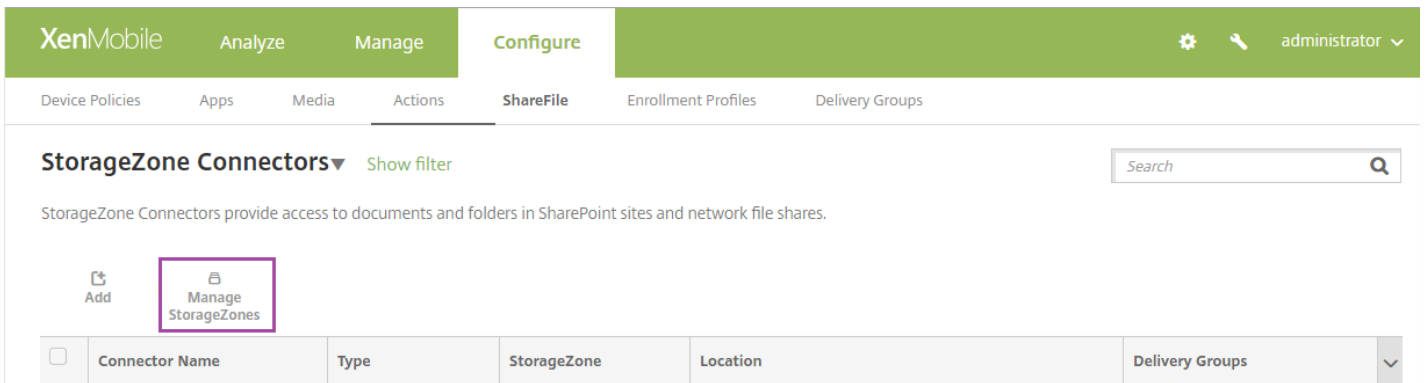 XenMobile Analyze Manage Configure administrator
Device Policies Apps Media Actions ShareFile Enrollment Profiles Delivery Groups
StorageZone Connectors Show filter Search
StorageZone Connectors provide access to documents and folders in SharePoint sites and network file shares.
Add
Manage
StorageZones
Connector Name Type StorageZone Location Delivery Groups